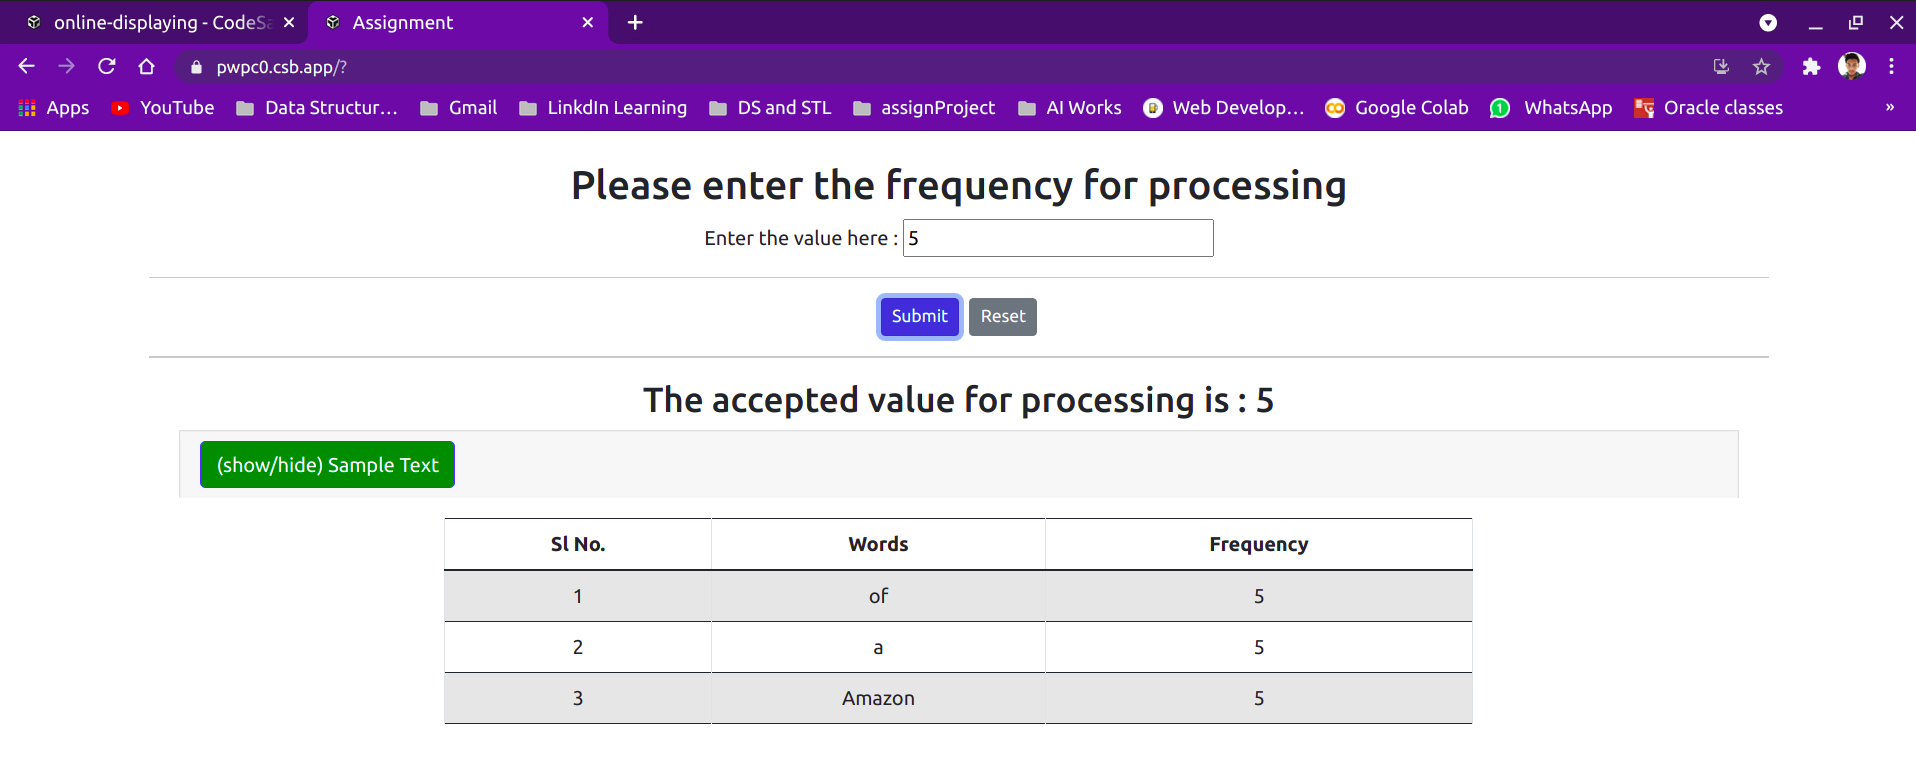 online-displaying - CodeSa
Assignment
pwpc0.csb.app/?
Apps YouTube Data Structur... Gmail LinkdIn Learning DS and STL assignProject AI Works Web Develop... Google Colab 1 WhatsApp Oracle classes »
Please enter the frequency for processing
Enter the value here : 5
Submit Reset
The accepted value for processing is : 5
(show/hide) Sample Text
Sl No. Words Frequency
1 of 5
2 a 5
3 Amazon 5